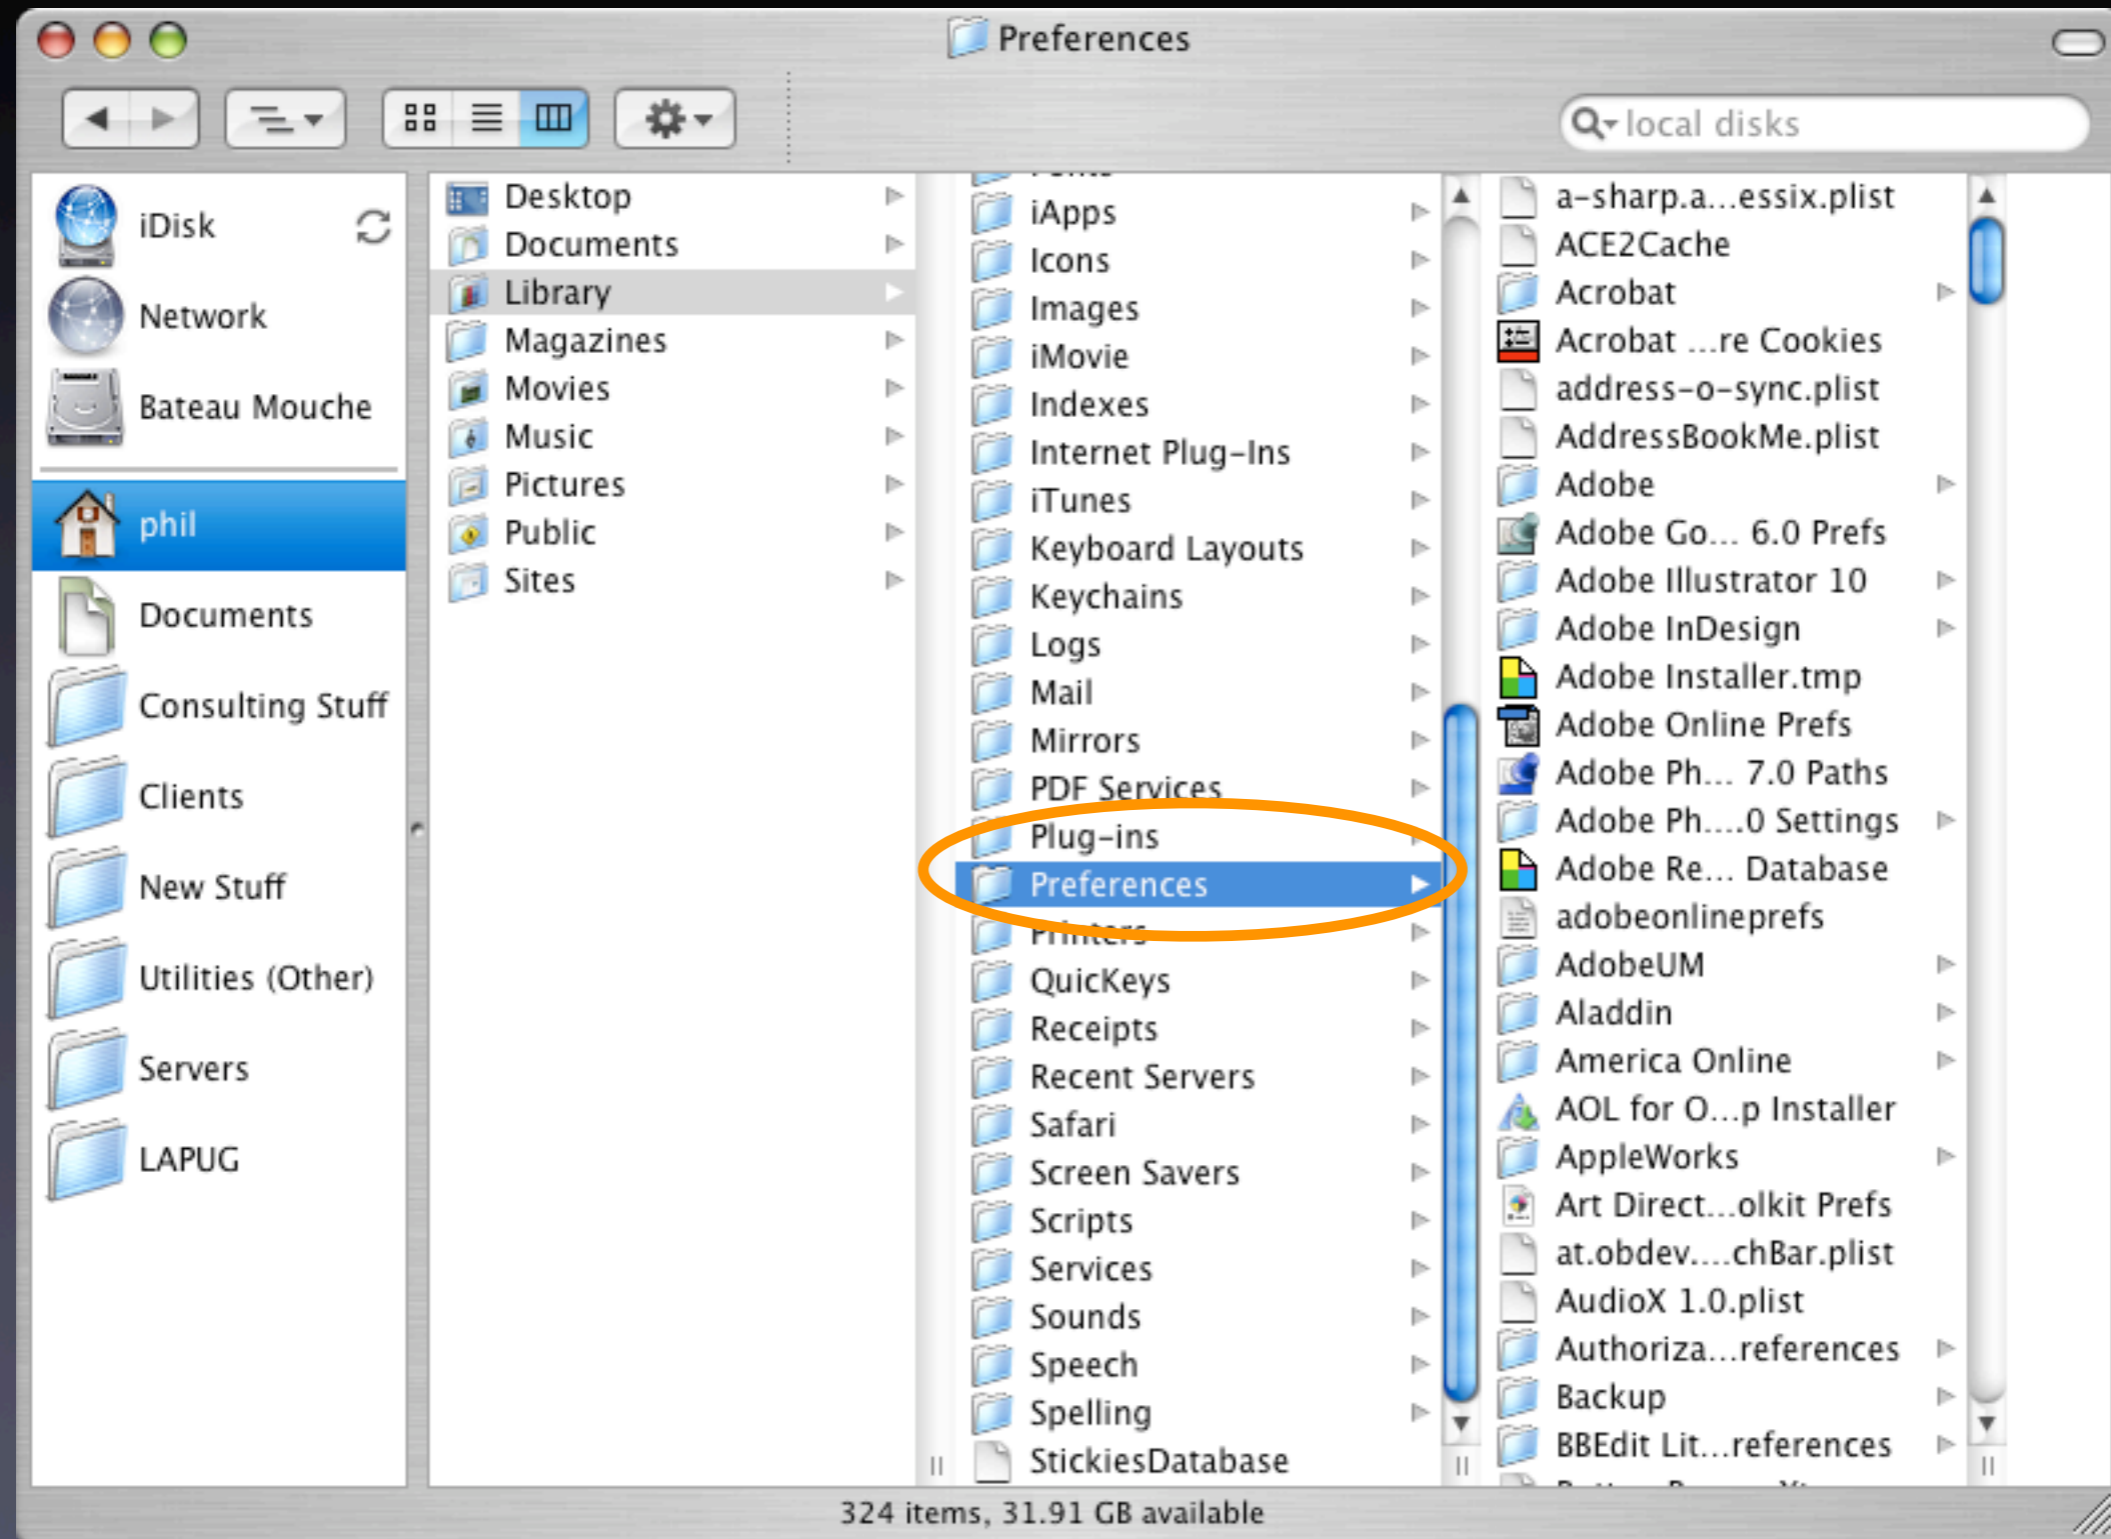 Preferences
local disks
iDisk
Network
Bateau Mouche
phil
Documents
Consulting Stuff
Clients
New Stuff
Utilities (Other)
Servers
LAPUG
Desktop
Documents
Library
Magazines
Movies
Music
Pictures
Public
Sites
iApps
Icons
Images
iMovie
Indexes
Internet Plug-Ins
iTunes
Keyboard Layouts
Keychains
Logs
Mail
Mirrors
PDF Services
Plug-ins
Preferences
Printers
QuicKeys
Receipts
Recent Servers
Safari
Screen Savers
Scripts
Services
Sounds
Speech
Spelling
StickiesDatabase
a-sharp.a...essix.plist
ACE2Cache
Acrobat
Acrobat ...re Cookies
address-o-sync.plist
AddressBookMe.plist
Adobe
Adobe Go... 6.0 Prefs
Adobe Illustrator 10
Adobe InDesign
Adobe Installer.tmp
Adobe Online Prefs
Adobe Ph... 7.0 Paths
Adobe Ph....0 Settings
Adobe Re... Database
adobeonlineprefs
AdobeUM
Aladdin
America Online
AOL for O...p Installer
AppleWorks
Art Direct...olkit Prefs
at.obdev....chBar.plist
AudioX 1.0.plist
Authoriza...references
Backup
BBEdit Lit...references
324 items, 31.91 GB available